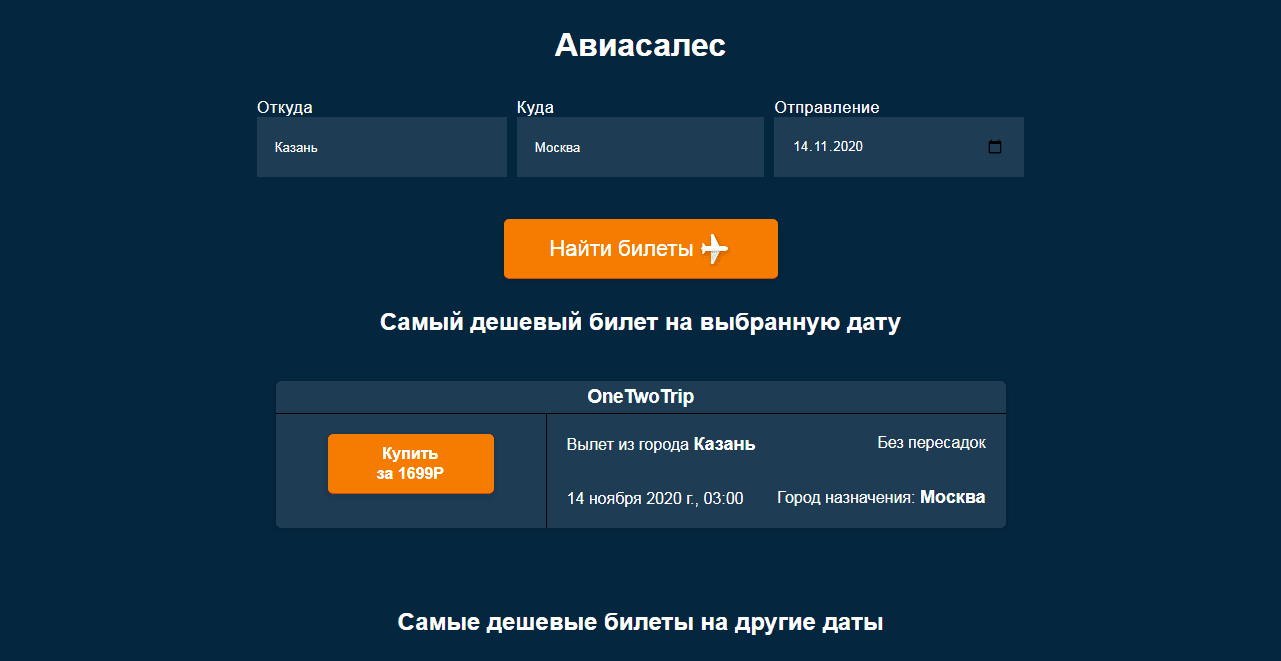 Авиасалес
Откуда
Куда
Отправление
Казань
Москва
14.11.2020
Найти билеты
Самый дешевый билет на выбранную дату
OneTwoTrip
Купить
за 1699Р
Вылет из города Казань
Без пересадок
14 ноября 2020 г., 03:00
Город назначения: Москва
Самые дешевые билеты на другие даты